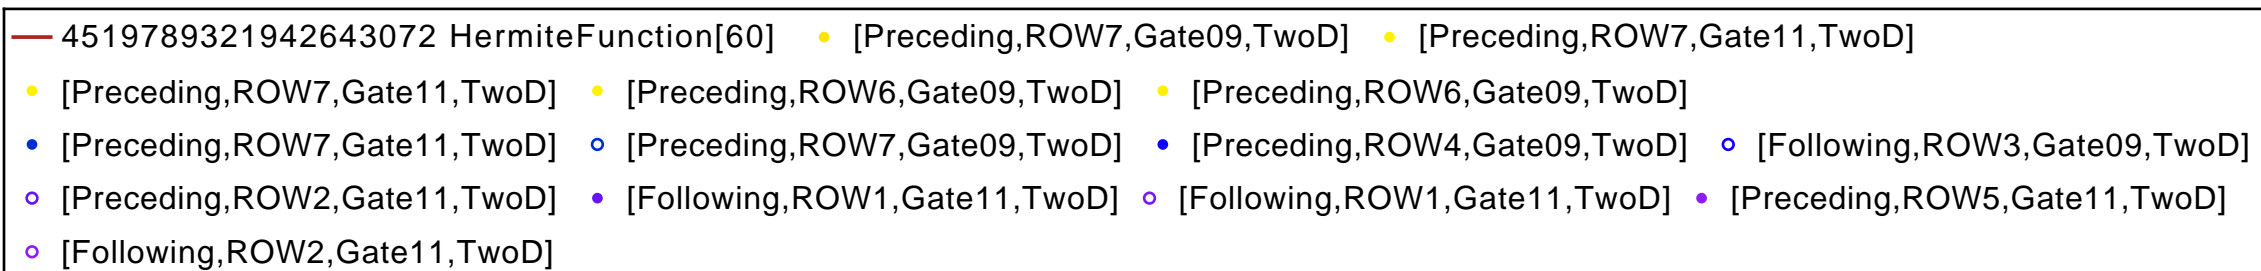 4519789321942643072 HermiteFunction[60] [Preceding,ROW7,Gate09,TwoD] [Preceding,ROW7,Gate11,TwoD]
[Preceding,ROW7,Gate11,TwoD] [Preceding,ROW6,Gate09,TwoD] [Preceding,ROW6,Gate09,TwoD]
[Preceding,ROW7,Gate11,TwoD] [Preceding,ROW7,Gate09,TwoD] [Preceding,ROW4,Gate09,TwoD] [Following,ROW3,Gate09,TwoD]
[Preceding,ROW2,Gate11,TwoD] [Following,ROW1,Gate11,TwoD] [Following,ROW1,Gate11,TwoD] [Preceding,ROW5,Gate11,TwoD]
[Following,ROW2,Gate11,TwoD]